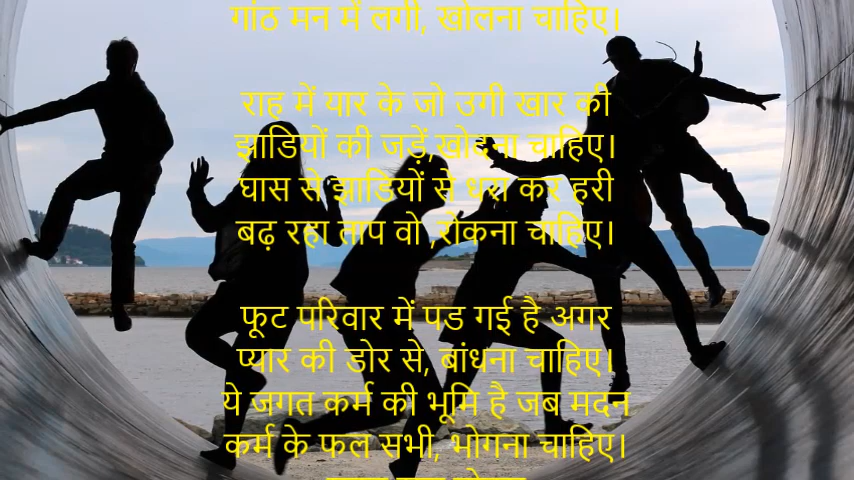 गांठ मन में लगी, खोलना चाहिए।
राह में यार के जो उगी खार की
झाडियों की जड़ें,खोदना चाहिए।
घास से झाडियों से धरा कर हरी
बढ़ रहा ताप वो ,रोकना चाहिए।
फूट परिवार में पड गई है अगर
प्यार की डोर से, बांधना चाहिए।
ये जगत कर्म की भूमि है जब मदन
कर्म के फल सभी, भोगना चाहिए।